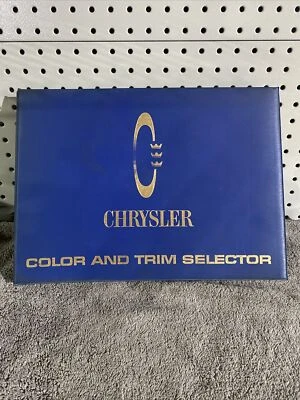 CHRYSLER
COLOR AND TRIM SELECTOR